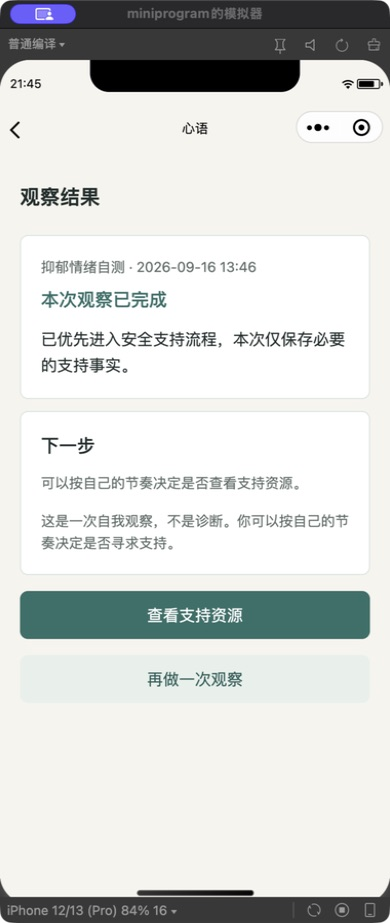 miniprogram的模拟器
普通编译
21:45
心语
观察结果
抑郁情绪自测 · 2026-09-16 13:46
本次观察已完成
已优先进入安全支持流程，本次仅保存必要
的支持事实。
下一步
可以按自己的节奏决定是否查看支持资源。
这是一次自我观察，不是诊断。你可以按自己的节
奏决定是否寻求支持。
查看支持资源
再做一次观察
iPhone 12/13 (Pro) 84% 16